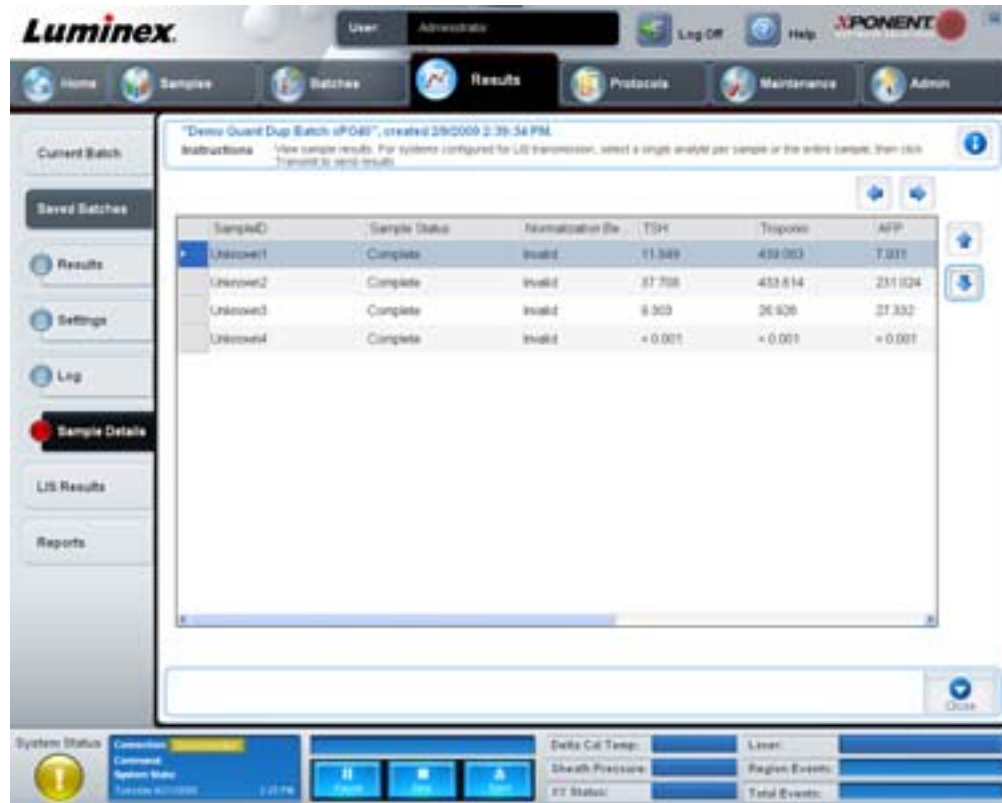 Luminex.
User: Administrator
Log Off
Help
XPONENT
Home
Samples
Batches
Results
Protocols
Maintenance
Admin
Current Batch
Saved Batches
Results
Settings
Log
Sample Details
LIS Results
Reports
"Demo Quant Dup Batch xPO40", created 2/9/2009 2:39:34 PM.
Instructions View sample results. For systems configured for LIS transmission, select a single analyte per sample or the entire sample, then click
Transmit to send results.
SampleID Sample Status Normalization Be... TSH Troponin AFP
Unknown1 Complete Invalid 11.849 439.083 7.931
Unknown2 Complete Invalid 37.708 433.614 231.024
Unknown3 Complete Invalid 26.926 27.332
Unknown4 Complete Invalid < 0.001 < 0.001 < 0.001
Close
System Status
Connection:
Command:
System State:
Tuesday
Pause
Stop
Eject
Delta Cal Temp:
Sheath Pressure:
XY Status:
Laser:
Region Events:
Total Events: